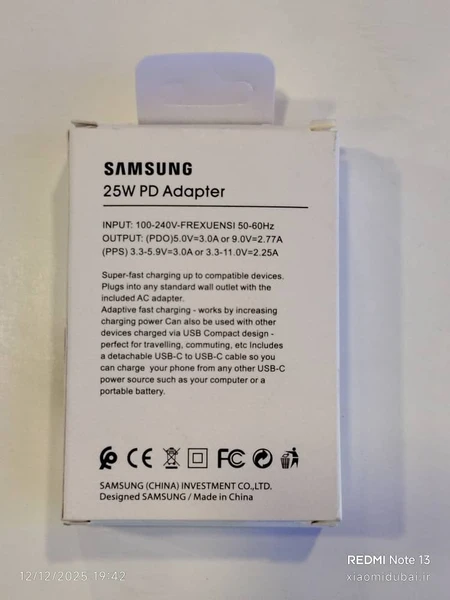 SAMSUNG
25W PD Adapter
INPUT: 100-240V-FREXUENSI 50-60Hz
OUTPUT: (PDO)5.0V=3.0A or 9.0V=2.77A
(PPS) 3.3-5.9V=3.0A or 3.3-11.0V=2.25A
Super-fast charging up to compatible devices.
Plugs into any standard wall outlet with the
included AC adapter.
Adaptive fast charging - works by increasing
charging power Can also be used with other
devices charged via USB Compact design -
perfect for travelling, commuting, etc Includes
a detachable USB-C to USB-C cable so you
can charge your phone from any other USB-C
power source such as your computer or a
portable battery.
CE FC
SAMSUNG (CHINA) INVESTMENT CO.,LTD.
Designed SAMSUNG / Made in China
REDMI Note 13
12/12/2025 19:42
xiaomidubai.ir